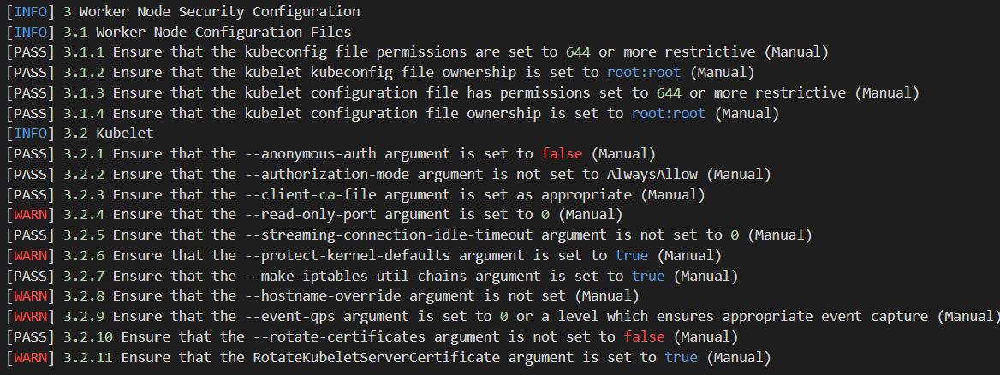 [INFO] 3 Worker Node Security Configuration
[INFO] 3.1 Worker Node Configuration Files
[PASS] 3.1.1 Ensure that the kubeconfig file permissions are set to 644 or more restrictive (Manual)
[PASS] 3.1.2 Ensure that the kubelet kubeconfig file ownership is set to root:root (Manual)
[PASS] 3.1.3 Ensure that the kubelet configuration file has permissions set to 644 or more restrictive (Manual)
[PASS] 3.1.4 Ensure that the kubelet configuration file ownership is set to root:root (Manual)
[INFO] 3.2 Kubelet
[PASS] 3.2.1 Ensure that the --anonymous-auth argument is set to false (Manual)
[PASS] 3.2.2 Ensure that the --authorization-mode argument is not set to AlwaysAllow (Manual)
[PASS] 3.2.3 Ensure that the --client-ca-file argument is set as appropriate (Manual)
[WARN] 3.2.4 Ensure that the --read-only-port argument is set to 0 (Manual)
[PASS] 3.2.5 Ensure that the --streaming-connection-idle-timeout argument is not set to 0 (Manual)
[WARN] 3.2.6 Ensure that the --protect-kernel-defaults argument is set to true (Manual)
[PASS] 3.2.7 Ensure that the --make-iptables-util-chains argument is set to true (Manual)
[WARN] 3.2.8 Ensure that the --hostname-override argument is not set (Manual)
[WARN] 3.2.9 Ensure that the --event-qps argument is set to 0 or a level which ensures appropriate event capture (Manual)
[PASS] 3.2.10 Ensure that the --rotate-certificates argument is not set to false (Manual)
[WARN] 3.2.11 Ensure that the RotateKubeletServerCertificate argument is set to true (Manual)